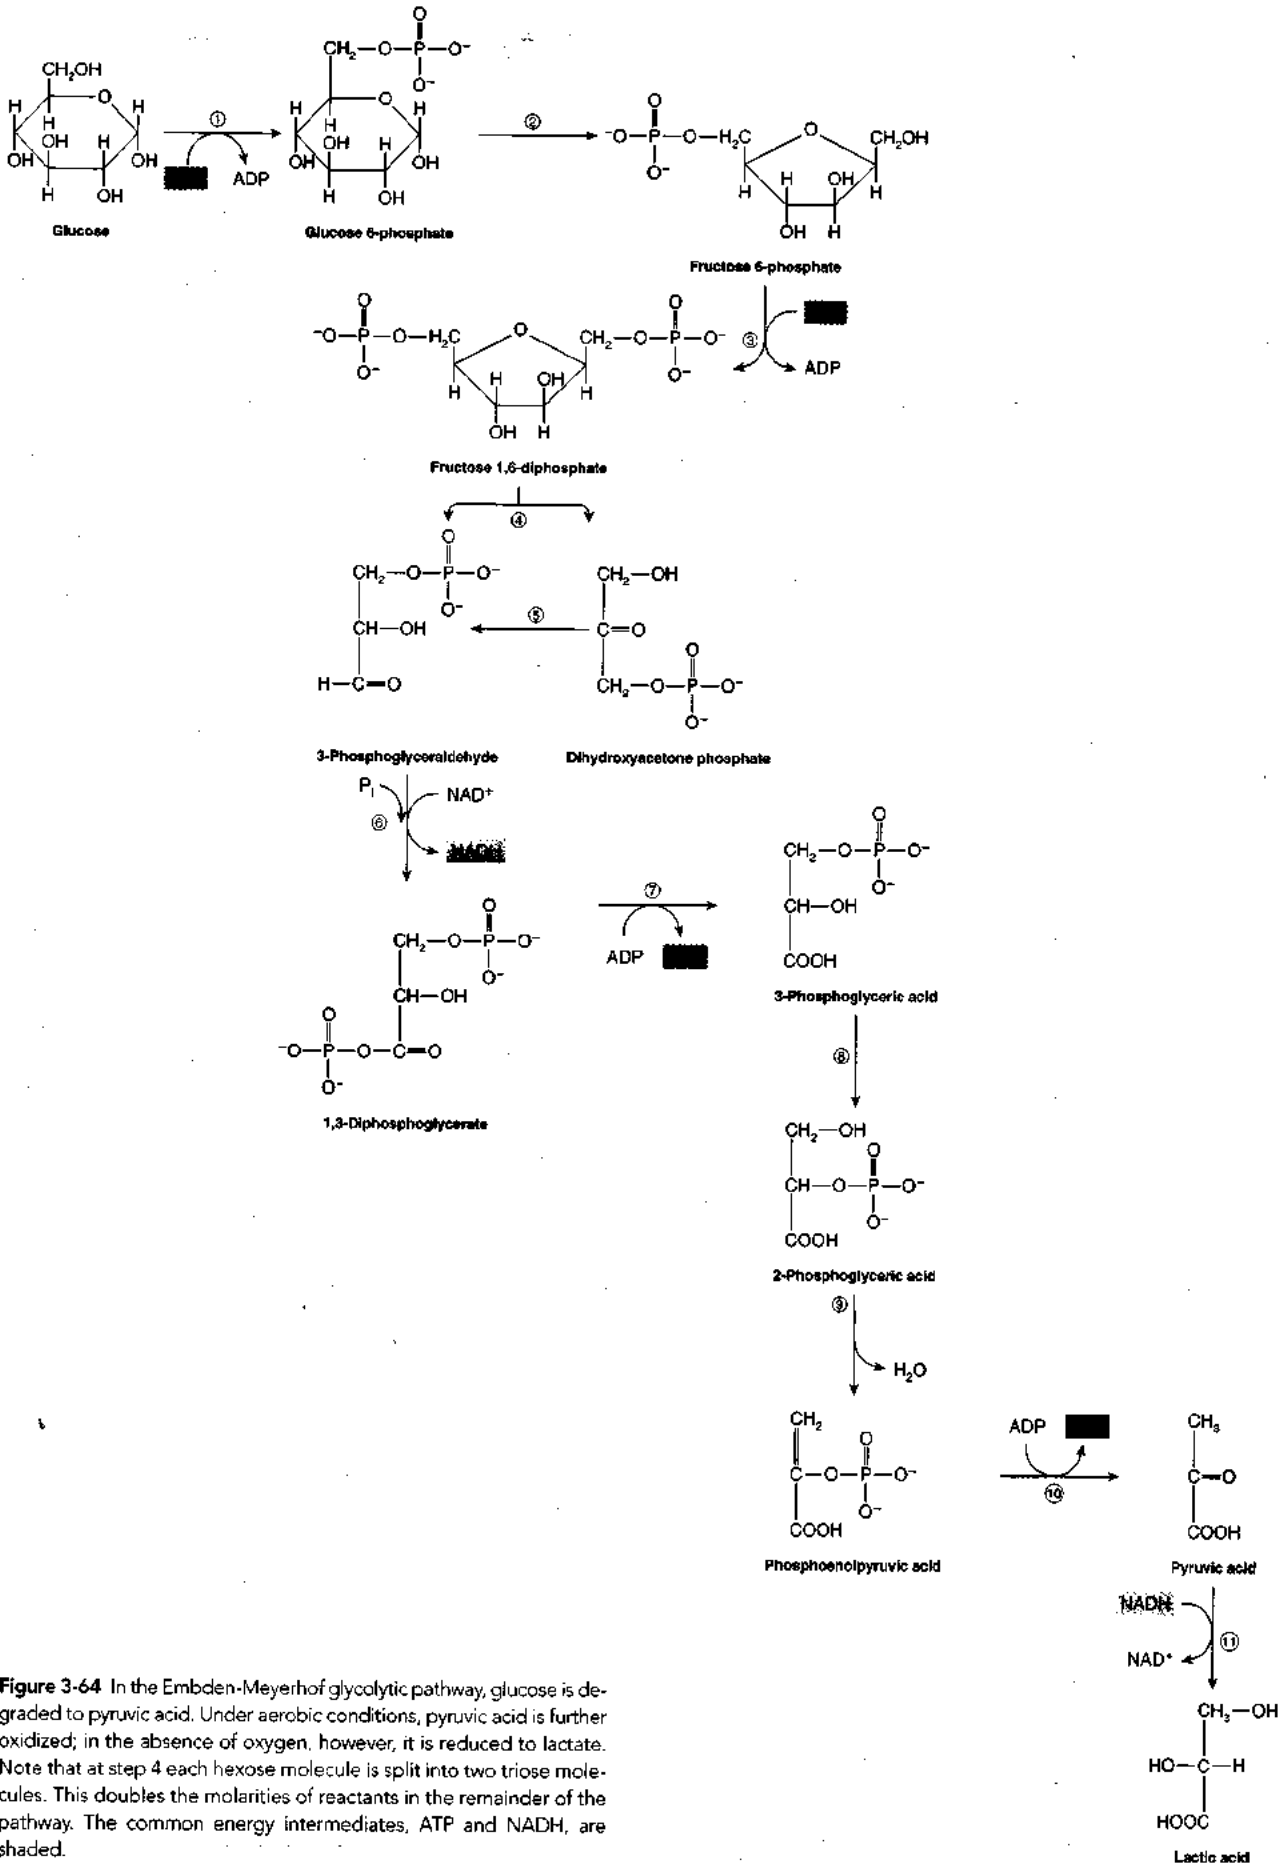 O
CH₂—O—P—O⁻
O⁻
CH₂OH
O
H
H
H
OH
H
OH
OH
H
OH
①
ADP
Glucose
O
H
H
H
OH
H
OH
OH
H
OH
Glucose 6-phosphate
②
O
⁻O—P—O—H₂C
O⁻
O
CH₂OH
H
H
OH
H
OH
H
Fructose 6-phosphate
③
ADP
O
⁻O—P—O—H₂C
O⁻
O
O
CH₂—O—P—O⁻
O⁻
H
H
OH
H
OH
H
Fructose 1,6-diphosphate
④
O
CH₂—O—P—O⁻
O⁻
CH—OH
H—C=O
3-Phosphoglyceraldehyde
⑤
CH₂—OH
C=O
O
CH₂—O—P—O⁻
O⁻
Dihydroxyacetone phosphate
Pᵢ
NAD⁺
⑥
NADH
O
CH₂—O—P—O⁻
O⁻
CH—OH
O
⁻O—P—O—C=O
O⁻
1,3-Diphosphoglycerate
⑦
ADP
O
CH₂—O—P—O⁻
O⁻
CH—OH
COOH
3-Phosphoglyceric acid
⑧
CH₂—OH
O
CH—O—P—O⁻
O⁻
COOH
2-Phosphoglyceric acid
⑨
H₂O
CH₂
O
C—O—P—O⁻
O⁻
COOH
Phosphoenolpyruvic acid
ADP
⑩
CH₃
C=O
COOH
Pyruvic acid
NADH
⑪
NAD⁺
CH₃—OH
HO—C—H
HOOC
Lactic acid
Figure 3-64 In the Embden-Meyerhof glycolytic pathway, glucose is de-
graded to pyruvic acid. Under aerobic conditions, pyruvic acid is further
oxidized; in the absence of oxygen, however, it is reduced to lactate.
Note that at step 4 each hexose molecule is split into two triose mole-
cules. This doubles the molarities of reactants in the remainder of the
pathway. The common energy intermediates, ATP and NADH, are
shaded.